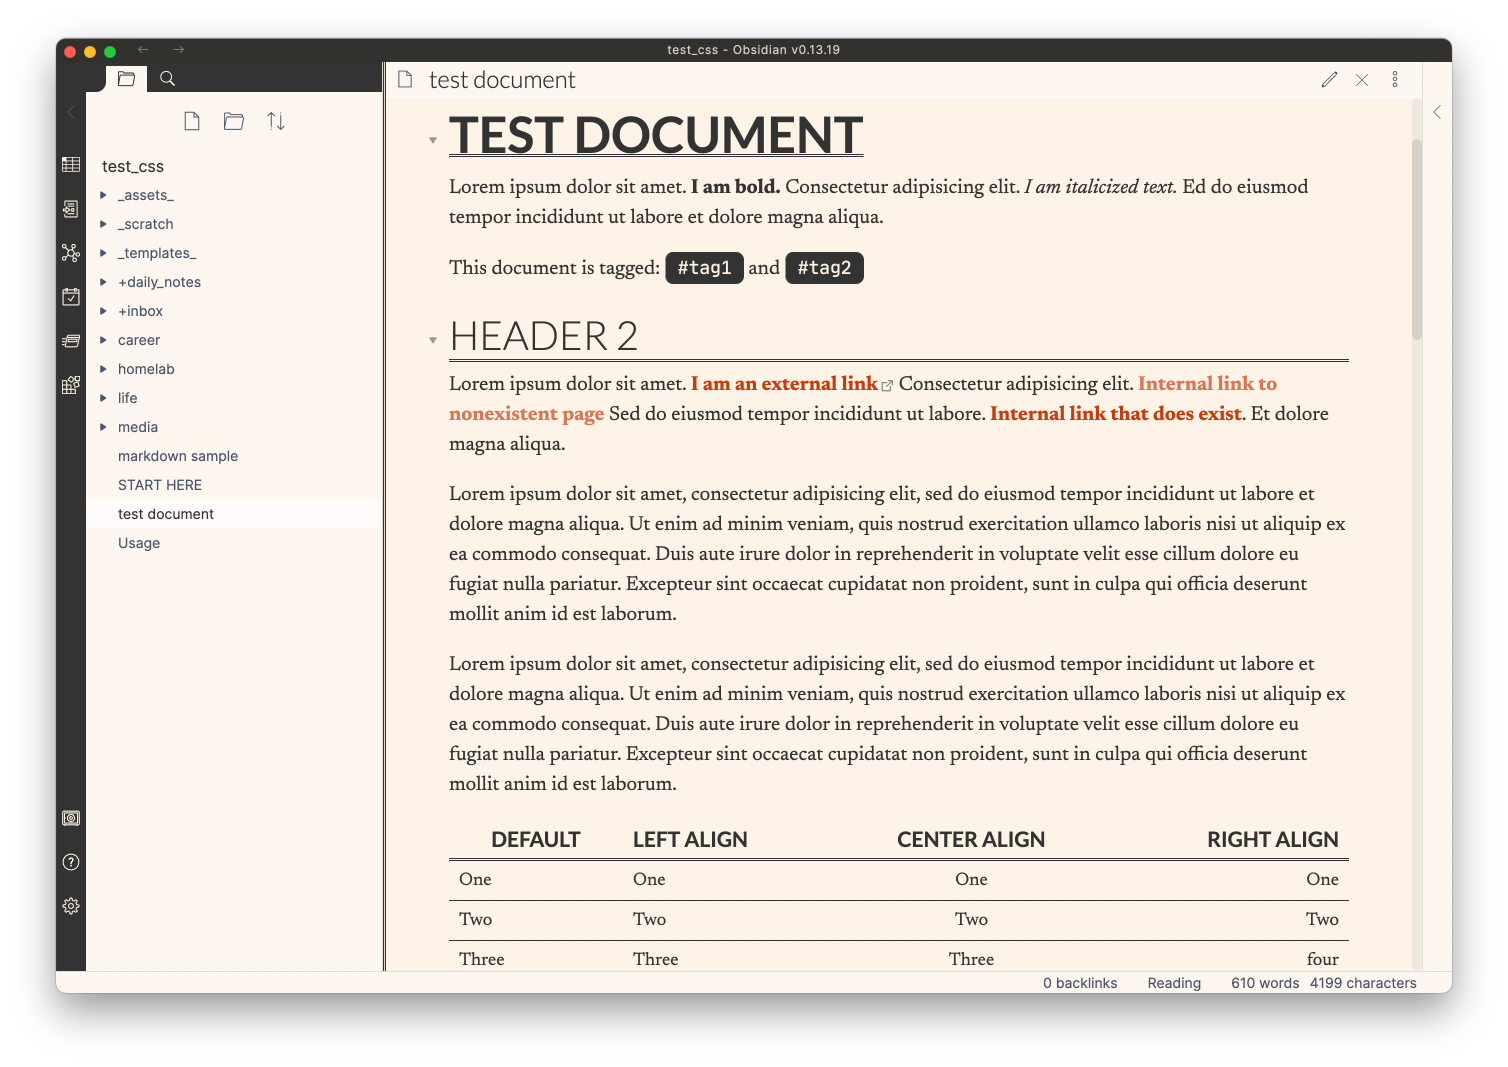 test_css - Obsidian v0.13.19
test document
test_css
_assets_
_scratch
_templates_
+daily_notes
+inbox
career
homelab
life
media
markdown sample
START HERE
test document
Usage
TEST DOCUMENT
Lorem ipsum dolor sit amet. I am bold. Consectetur adipisicing elit. I am italicized text. Ed do eiusmod
tempor incididunt ut labore et dolore magna aliqua.
This document is tagged: #tag1 and #tag2
HEADER 2
Lorem ipsum dolor sit amet. I am an external link Consectetur adipisicing elit. Internal link to
nonexistent page Sed do eiusmod tempor incididunt ut labore. Internal link that does exist. Et dolore
magna aliqua.
Lorem ipsum dolor sit amet, consectetur adipisicing elit, sed do eiusmod tempor incididunt ut labore et
dolore magna aliqua. Ut enim ad minim veniam, quis nostrud exercitation ullamco laboris nisi ut aliquip ex
ea commodo consequat. Duis aute irure dolor in reprehenderit in voluptate velit esse cillum dolore eu
fugiat nulla pariatur. Excepteur sint occaecat cupidatat non proident, sunt in culpa qui officia deserunt
mollit anim id est laborum.
Lorem ipsum dolor sit amet, consectetur adipisicing elit, sed do eiusmod tempor incididunt ut labore et
dolore magna aliqua. Ut enim ad minim veniam, quis nostrud exercitation ullamco laboris nisi ut aliquip ex
ea commodo consequat. Duis aute irure dolor in reprehenderit in voluptate velit esse cillum dolore eu
fugiat nulla pariatur. Excepteur sint occaecat cupidatat non proident, sunt in culpa qui officia deserunt
mollit anim id est laborum.
DEFAULT LEFT ALIGN CENTER ALIGN RIGHT ALIGN
One One One One
Two Two Two Two
Three Three Three four
0 backlinks Reading 610 words 4199 characters